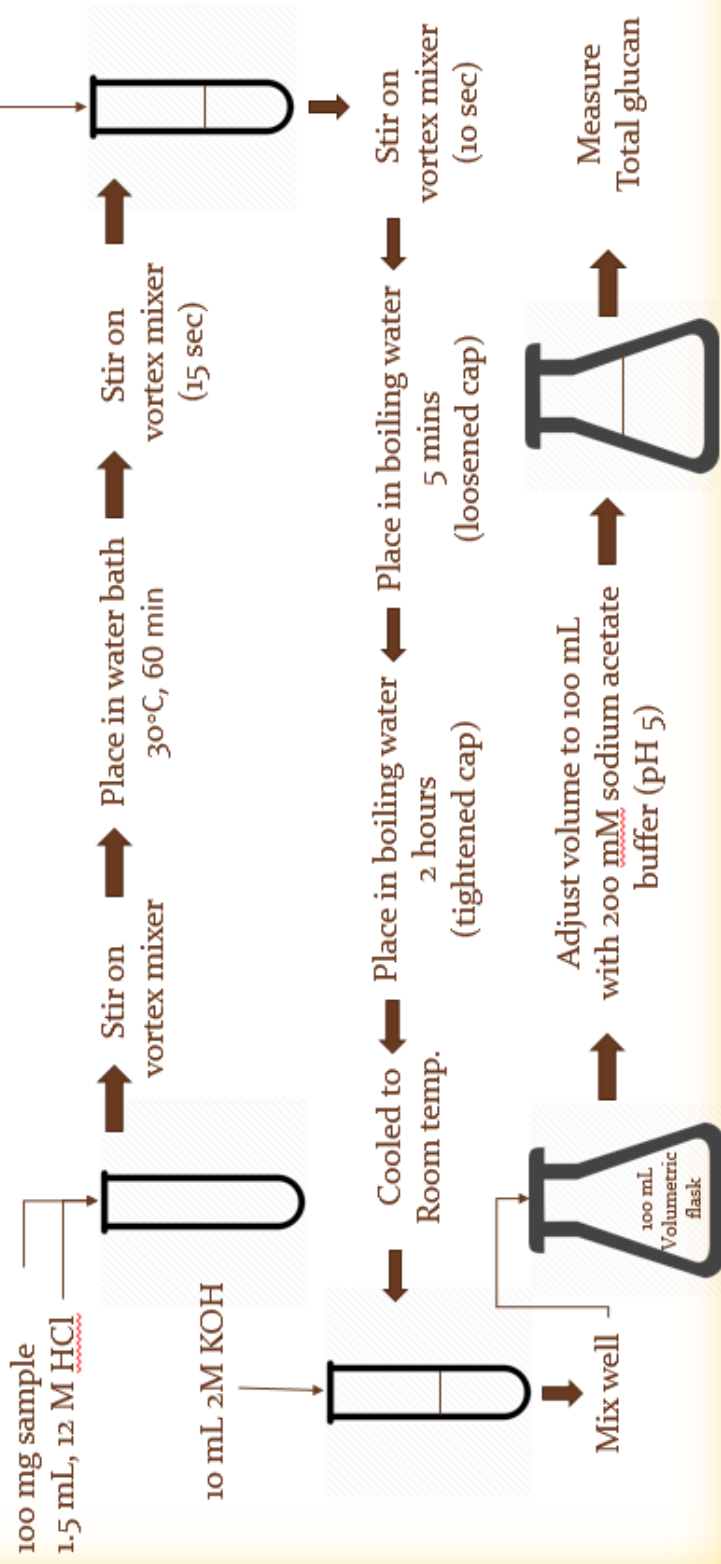 100 mg sample
1.5 mL, 12 M HCl
Stir on
vortex mixer
Place in water bath
30°C, 60 min
Stir on
vortex mixer
(15 sec)
Stir on
vortex mixer
(10 sec)
Place in boiling water
5 mins
(loosened cap)
Place in boiling water
2 hours
(tightened cap)
Cooled to
Room temp.
10 mL 2M KOH
Mix well
100 mL
Volumetric
flask
Adjust volume to 100 mL
with 200 mM sodium acetate
buffer (pH 5)
Measure
Total glucan